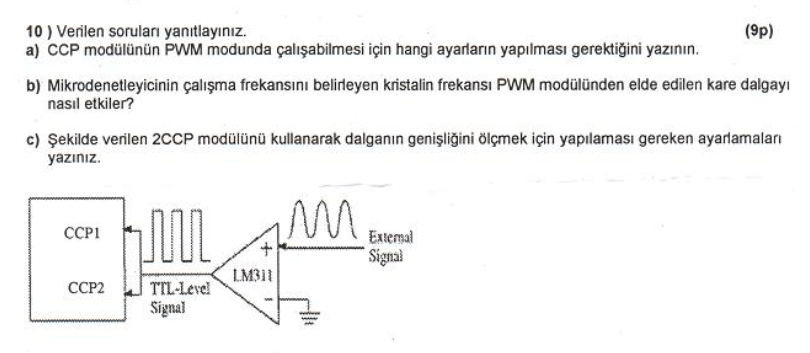 10 ) Verilen soruları yanıtlayınız. (9p)
a) CCP modülünün PWM modunda çalışabilmesi için hangi ayarların yapılması gerektiğini yazının.
b) Mikrodenetleyicinin çalışma frekansını belirleyen kristalin frekansı PWM modülünden elde edilen kare dalgayı
nasıl etkiler?
c) Şekilde verilen 2CCP modülünü kullanarak dalganın genişliğini ölçmek için yapılaması gereken ayarlamaları
yazınız.
CCP1
CCP2
TTL-Level
Signal
LM311
+
-
External
Signal